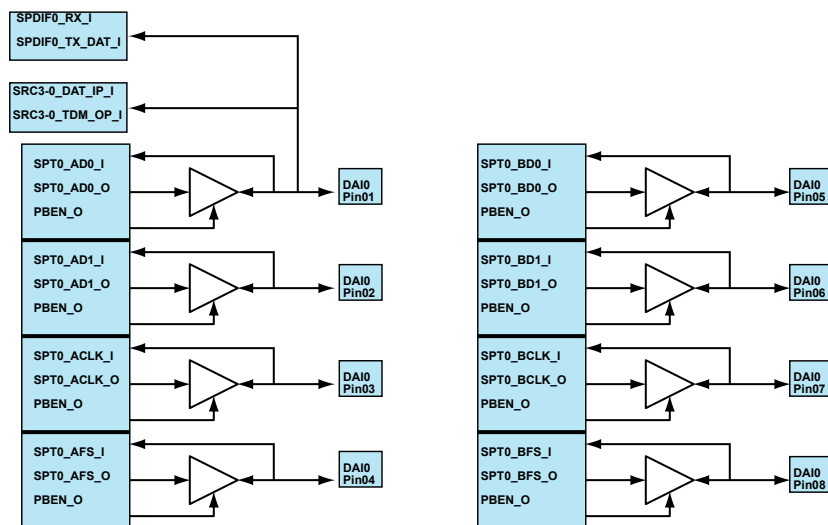 SPDIF0_RX_I
SPDIF0_TX_DAT_I
SRC3-0_DAT_IP_I
SRC3-0_TDM_OP_I
SPT0_AD0_I
SPT0_AD0_O
PBEN_O
DAI0
Pin01
SPT0_AD1_I
SPT0_AD1_O
PBEN_O
DAI0
Pin02
SPT0_ACLK_I
SPT0_ACLK_O
PBEN_O
DAI0
Pin03
SPT0_AFS_I
SPT0_AFS_O
PBEN_O
DAI0
Pin04
SPT0_BD0_I
SPT0_BD0_O
PBEN_O
DAI0
Pin05
SPT0_BD1_I
SPT0_BD1_O
PBEN_O
DAI0
Pin06
SPT0_BCLK_I
SPT0_BCLK_O
PBEN_O
DAI0
Pin07
SPT0_BFS_I
SPT0_BFS_O
PBEN_O
DAI0
Pin08